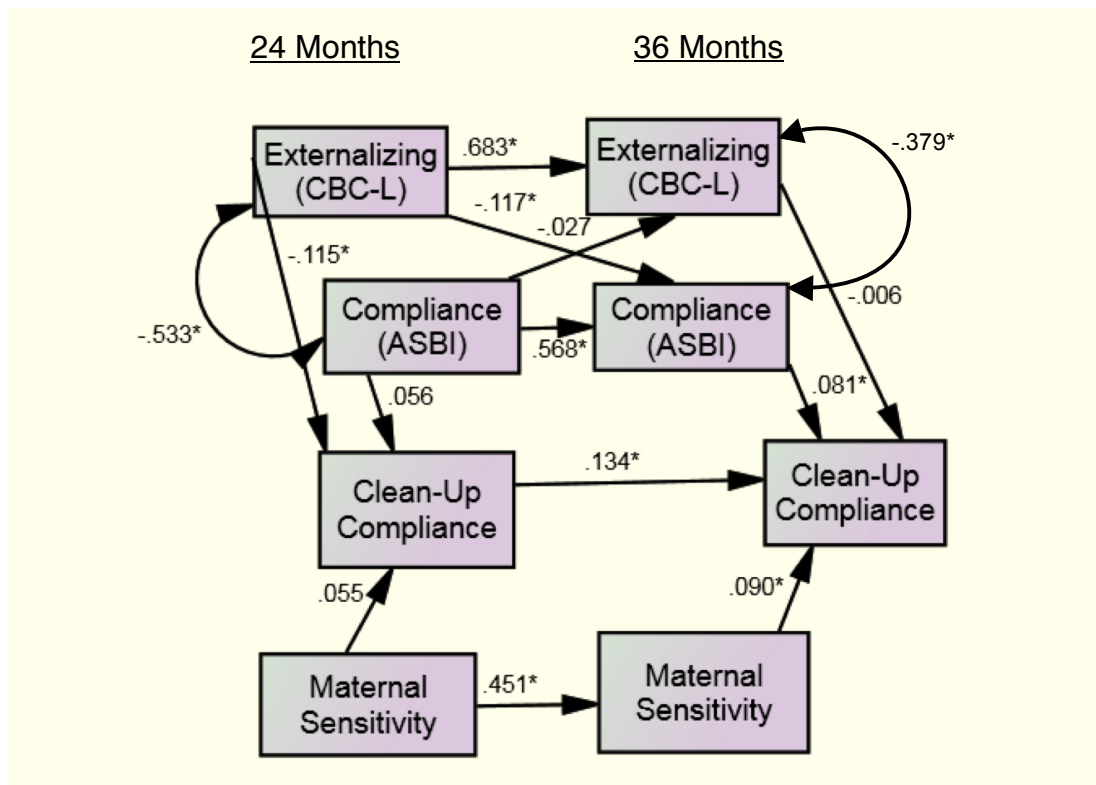 24 Months
36 Months
Externalizing
(CBC-L)
.683*
Externalizing
(CBC-L)
-.379*
-.117*
-.027
-.115*
-.533*
Compliance
(ASBI)
.568*
Compliance
(ASBI)
-.006
.056
.081*
Clean-Up
Compliance
.134*
Clean-Up
Compliance
.055
.090*
Maternal
Sensitivity
.451*
Maternal
Sensitivity